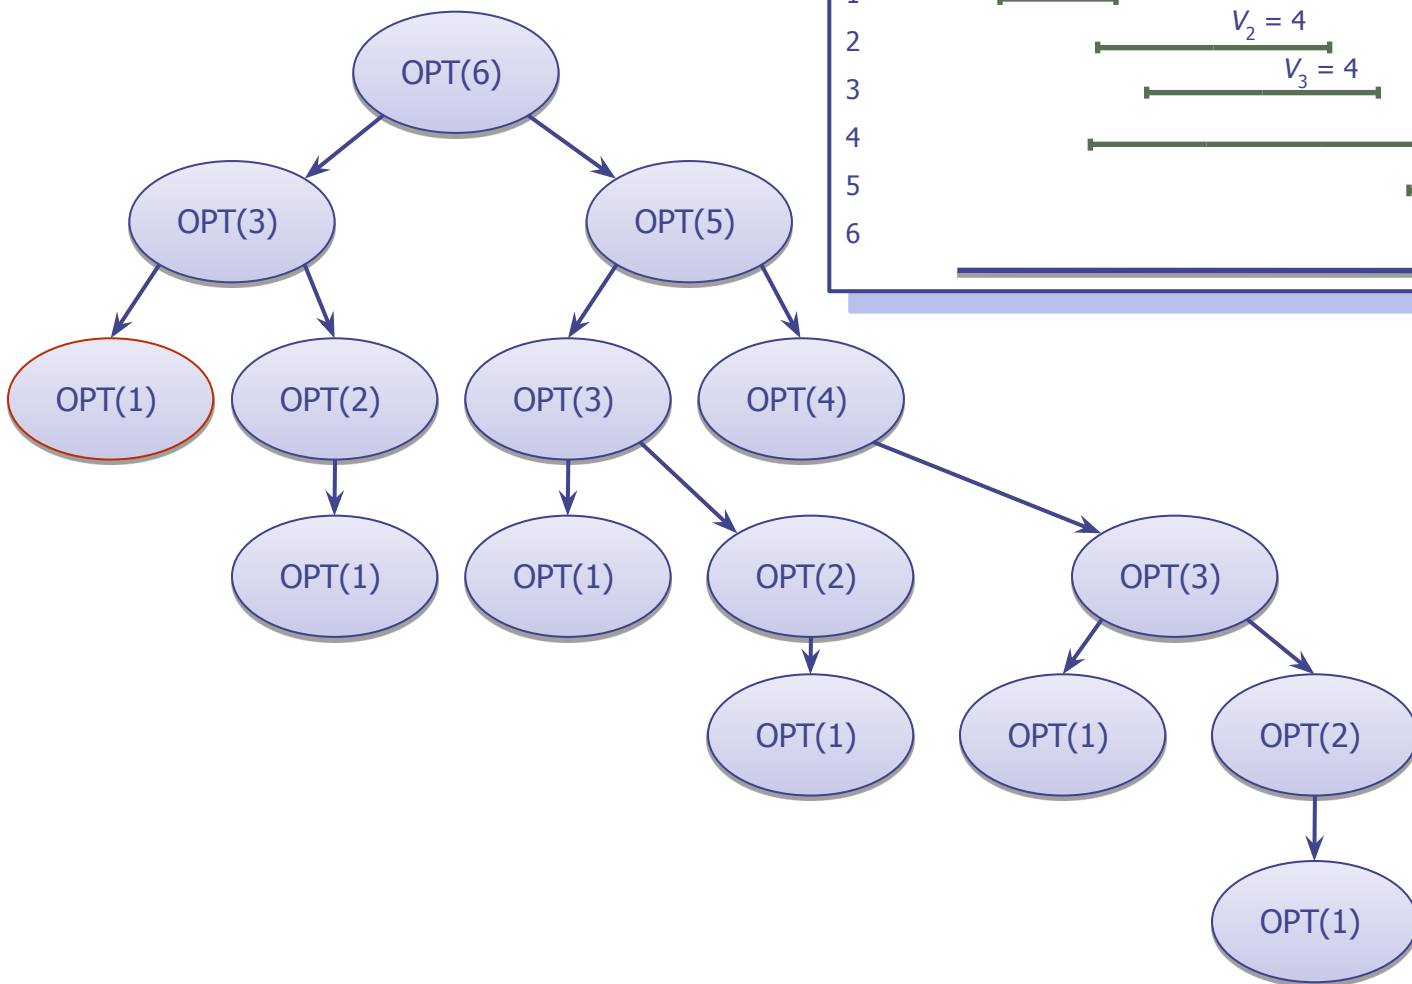 1
V2 = 4
2
V3 = 4
3
4
5
6
OPT(6)
OPT(3)
OPT(5)
OPT(1)
OPT(2)
OPT(3)
OPT(4)
OPT(1)
OPT(1)
OPT(2)
OPT(3)
OPT(1)
OPT(1)
OPT(2)
OPT(1)